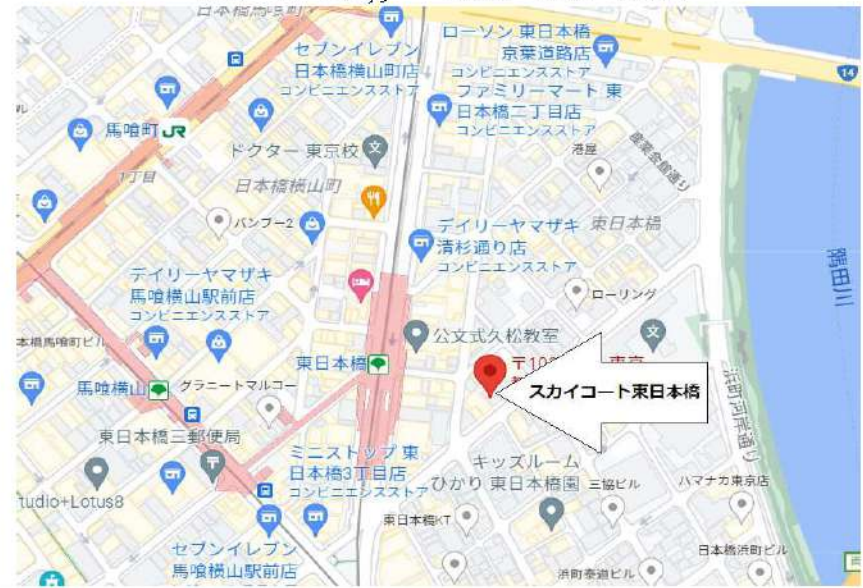 日本橋馬喰町
セブンイレブン
日本橋横山町店
コンビニエンスストア
ローソン 東日本橋
京葉道路店
コンビニエンスストア
14
ファミリーマート 東
日本橋二丁目店
コンビニエンスストア
馬喰町 JR
1丁目
ドクター 東京校
日本橋横山町
港屋
産業会館通り
バンブー2
デイリーヤマザキ
清杉通り店
コンビニエンスストア
東日本橋
隅田川
デイリーヤマザキ
馬喰横山駅前店
コンビニエンスストア
ローリング
本橋馬喰町ビル
公文式久松教室
東日本橋
馬喰横山
グラニートマルコー
スカイコート東日本橋
浜町河岸通り
東日本橋三郵便局
tudio+Lotus8
ミニストップ 東
日本橋3丁目店
コンビニエンスストア
キッズルーム
ひかり 東日本橋園
三協ビル
ハマナカ東京店
東日本橋KT
セブンイレブン
馬喰横山駅前店
浜町泰道ビル
日本橋浜町ビル